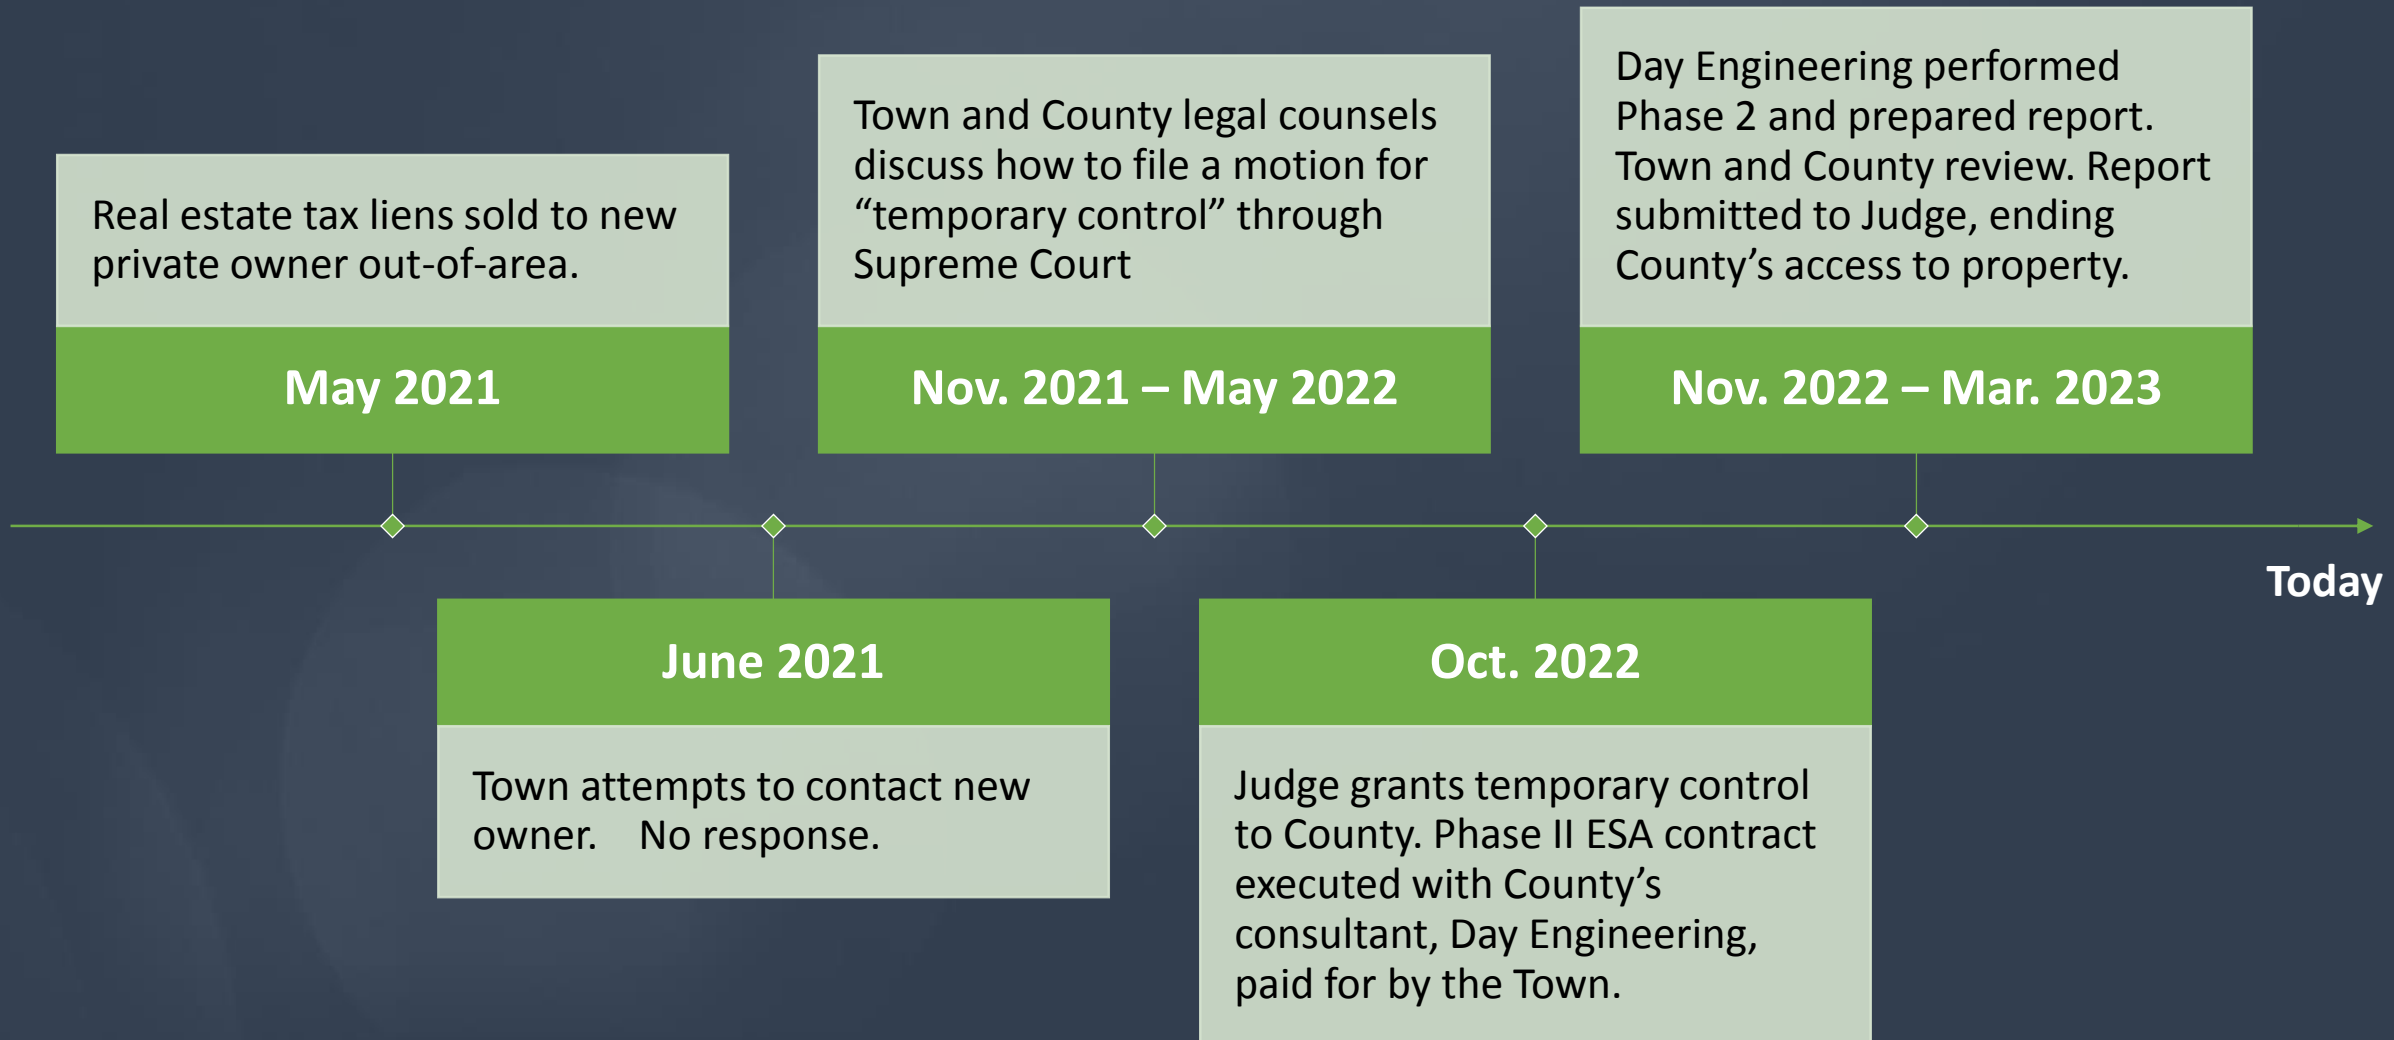 Real estate tax liens sold to new
private owner out-of-area.
May 2021
June 2021
Town attempts to contact new
owner.    No response.
Town and County legal counsels
discuss how to file a motion for
“temporary control” through
Supreme Court
Nov. 2021 – May 2022
Oct. 2022
Judge grants temporary control
to County. Phase II ESA contract
executed with County’s
consultant, Day Engineering,
paid for by the Town.
Day Engineering performed
Phase 2 and prepared report.
Town and County review. Report
submitted to Judge, ending
County’s access to property.
Nov. 2022 – Mar. 2023
Today